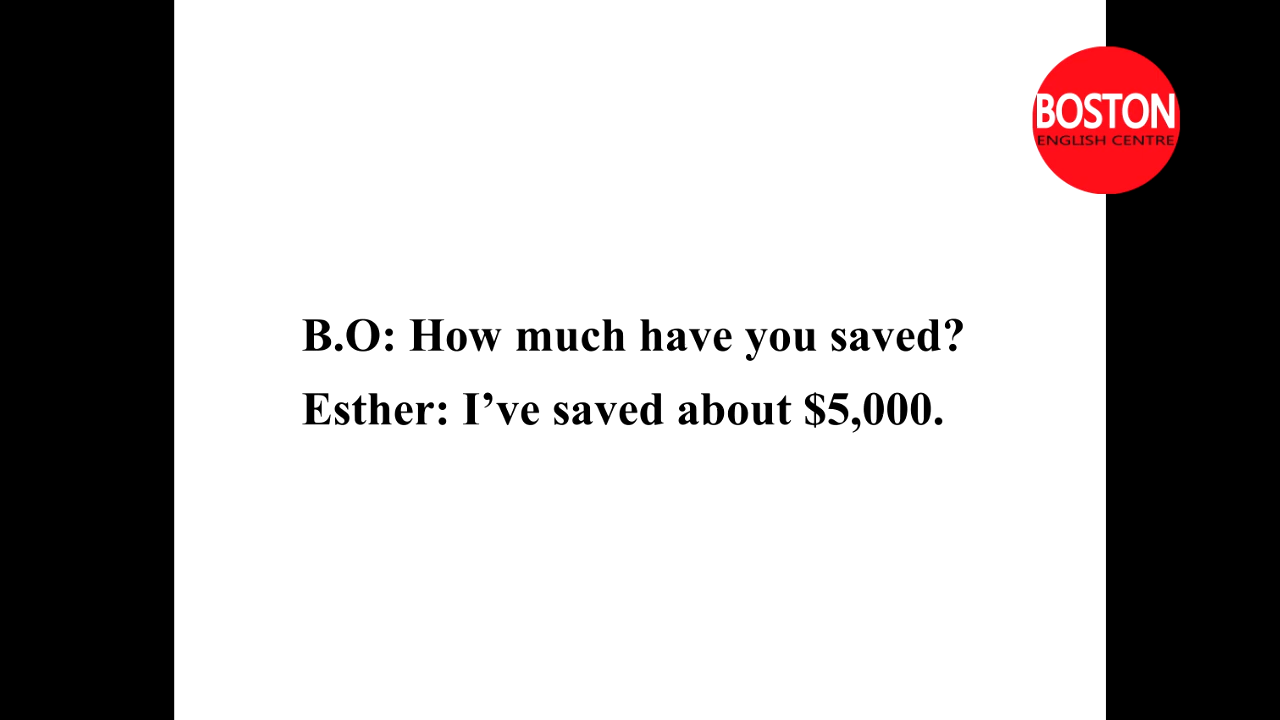 BOSTON
ENGLISH CENTRE
B.O: How much have you saved?
Esther: I’ve saved about $5,000.